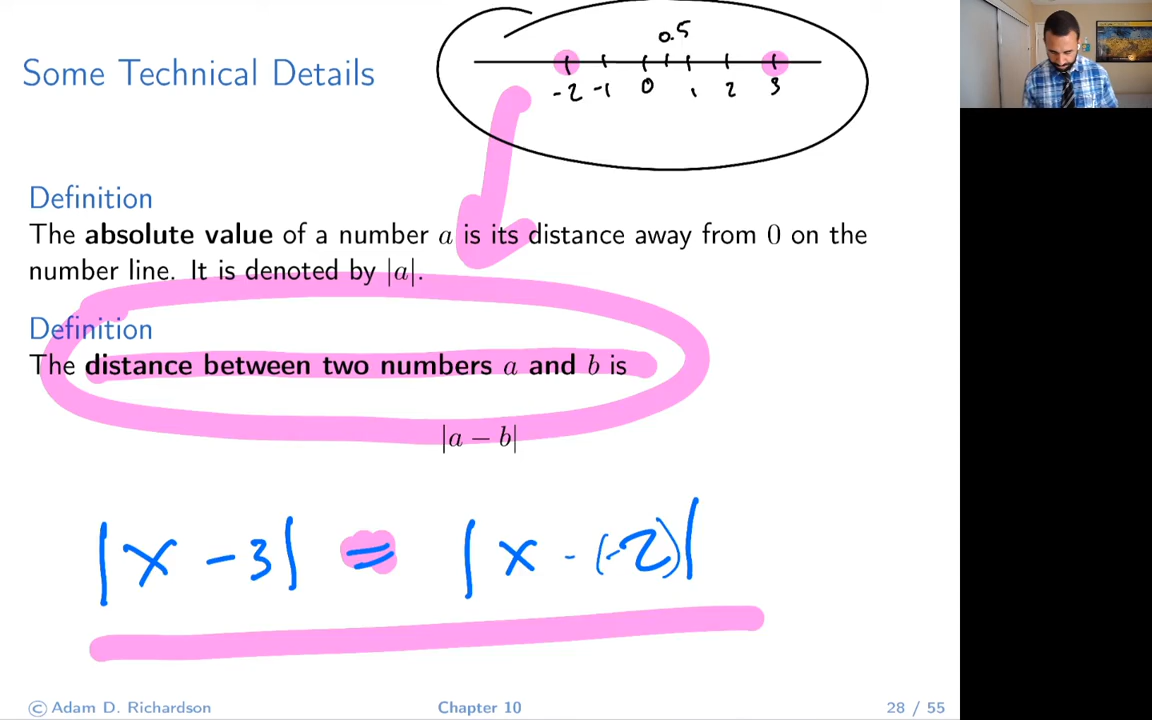 Some Technical Details
0.5
-2 -1 0 1 2 3
Definition
The absolute value of a number a is its distance away from 0 on the
number line. It is denoted by |a|.
Definition
The distance between two numbers a and b is
|a − b|
|x - 3| = |x - (-2)|
© Adam D. Richardson Chapter 10 28 / 55